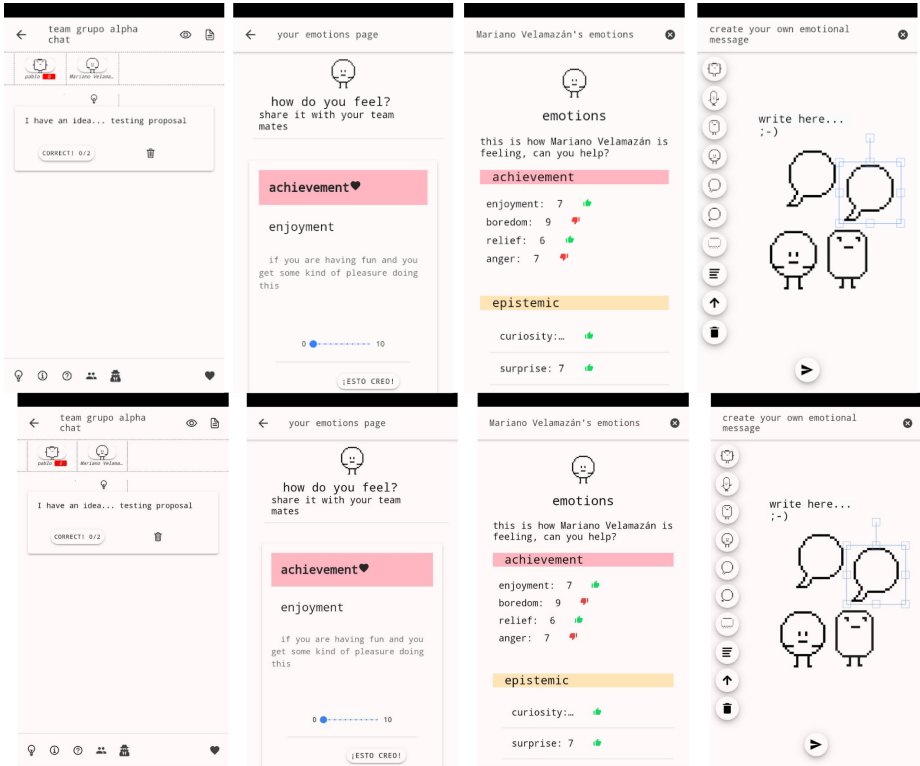 team grupo alpha
chat
pablo
Mariano Velama…
I have an idea... testing proposal
CORRECT! 0/2
your emotions page
how do you feel?
share it with your team
mates
achievement
enjoyment
if you are having fun and you
get some kind of pleasure doing
this
0 10
¡ESTO CREO!
Mariano Velamazán's emotions
emotions
this is how Mariano Velamazán is
feeling, can you help?
achievement
enjoyment: 7
boredom: 9
relief: 6
anger: 7
epistemic
curiosity:…
surprise: 7
create your own emotional
message
write here...
;-)
team grupo alpha
chat
pablo
Mariano Velama…
I have an idea... testing proposal
CORRECT! 0/2
your emotions page
how do you feel?
share it with your team
mates
achievement
enjoyment
if you are having fun and you
get some kind of pleasure doing
this
0 10
¡ESTO CREO!
Mariano Velamazán's emotions
emotions
this is how Mariano Velamazán is
feeling, can you help?
achievement
enjoyment: 7
boredom: 9
relief: 6
anger: 7
epistemic
curiosity:…
surprise: 7
create your own emotional
message
write here...
;-)